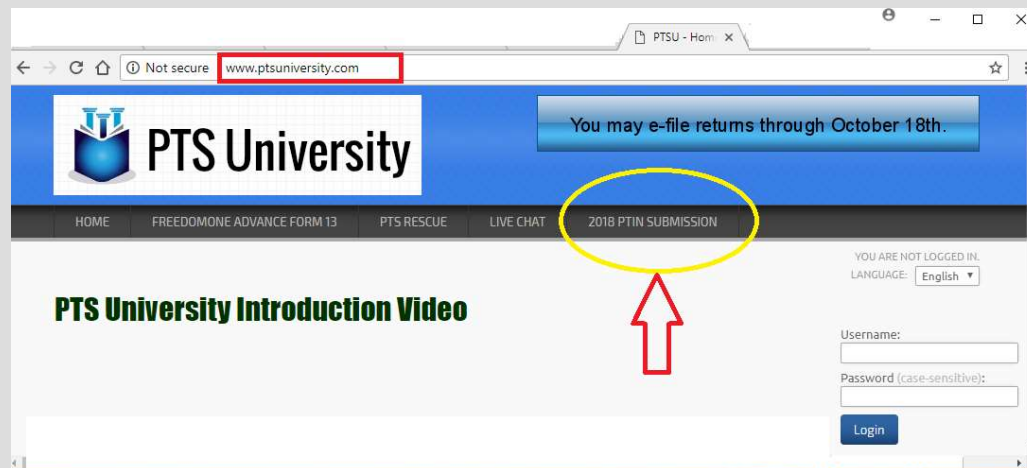 PTSU - Hom
Not secure www.ptsuniversity.com
PTS University
You may e-file returns through October 18th.
HOME FREEDOMONE ADVANCE FORM 13 PTS RESCUE LIVE CHAT 2018 PTIN SUBMISSION
YOU ARE NOT LOGGED IN.
LANGUAGE: English
PTS University Introduction Video
Username:
Password (case-sensitive):
Login